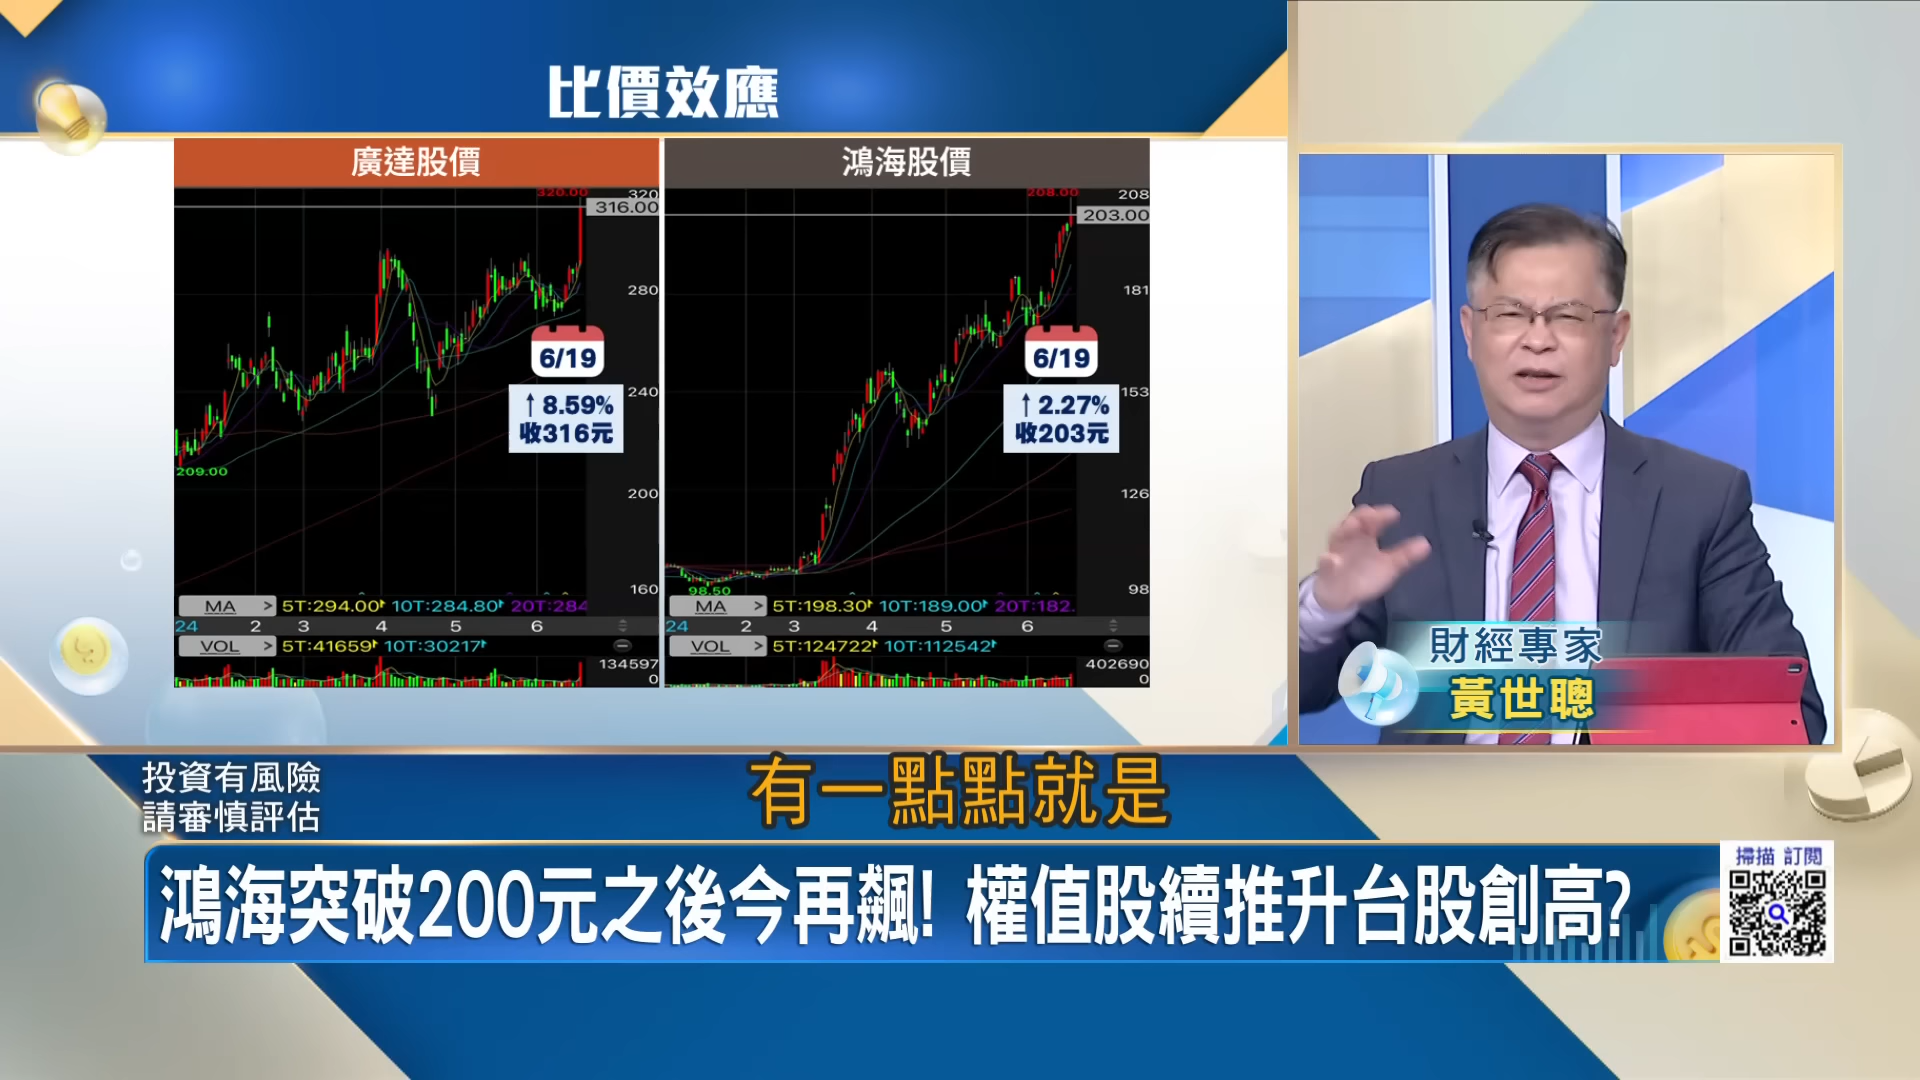 比價效應
廣達股價
320.00
320
316.00
280
6/19
240
↑8.59%
收316元
209.00
200
160
MA >
5T:294.00 10T:284.80 20T:284
24 2 3 4 5 6
VOL >
5T:41659 10T:30217
134597
0
鴻海股價
208.00
208
203.00
181
6/19
153
↑2.27%
收203元
126
98.50
98
MA >
5T:198.30 10T:189.00 20T:182.
24 2 3 4 5 6
VOL >
5T:124722 10T:112542
402690
0
財經專家
黃世聰
投資有風險
請審慎評估
有一點點就是
鴻海突破200元之後今再飆! 權值股續推升台股創高?
掃描 訂閱